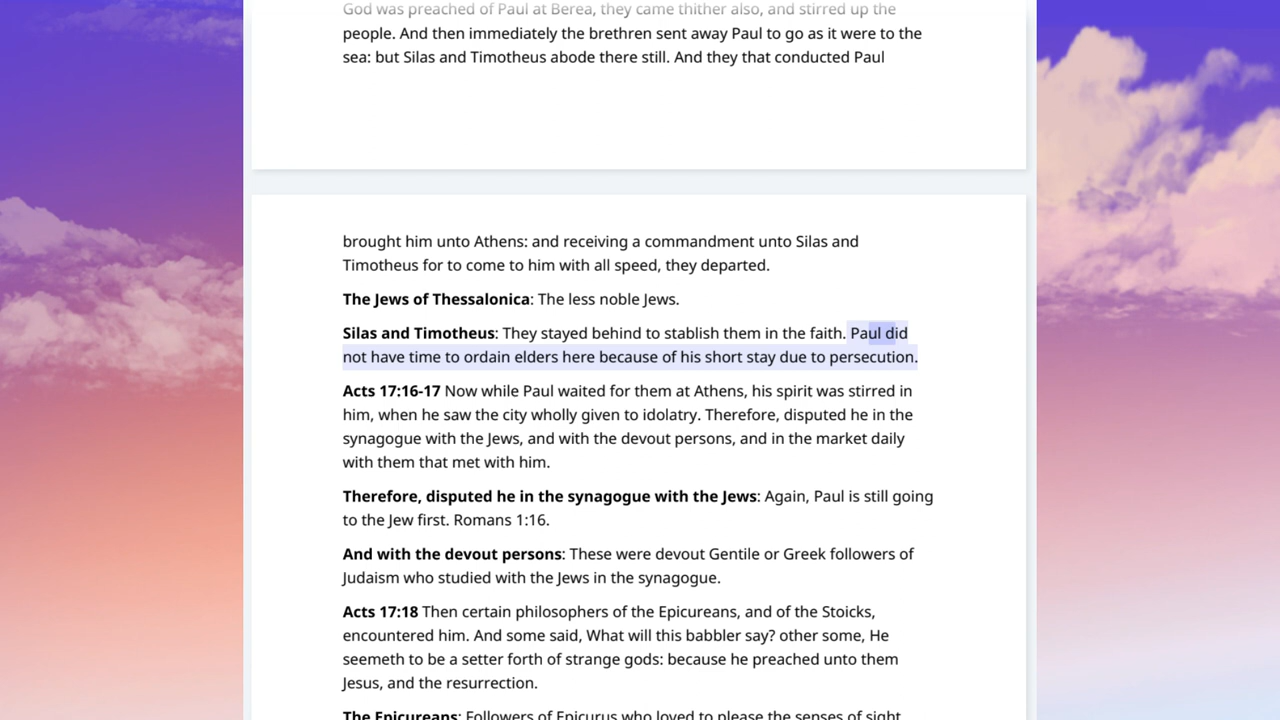 God was preached of Paul at Berea, they came thither also, and stirred up the
people. And then immediately the brethren sent away Paul to go as it were to the
sea: but Silas and Timotheus abode there still. And they that conducted Paul
brought him unto Athens: and receiving a commandment unto Silas and
Timotheus for to come to him with all speed, they departed.
The Jews of Thessalonica: The less noble Jews.
Silas and Timotheus: They stayed behind to stablish them in the faith. Paul did
not have time to ordain elders here because of his short stay due to persecution.
Acts 17:16-17 Now while Paul waited for them at Athens, his spirit was stirred in
him, when he saw the city wholly given to idolatry. Therefore, disputed he in the
synagogue with the Jews, and with the devout persons, and in the market daily
with them that met with him.
Therefore, disputed he in the synagogue with the Jews: Again, Paul is still going
to the Jew first. Romans 1:16.
And with the devout persons: These were devout Gentile or Greek followers of
Judaism who studied with the Jews in the synagogue.
Acts 17:18 Then certain philosophers of the Epicureans, and of the Stoicks,
encountered him. And some said, What will this babbler say? other some, He
seemeth to be a setter forth of strange gods: because he preached unto them
Jesus, and the resurrection.
The Epicureans: Followers of Epicurus who loved to please the senses of sight,